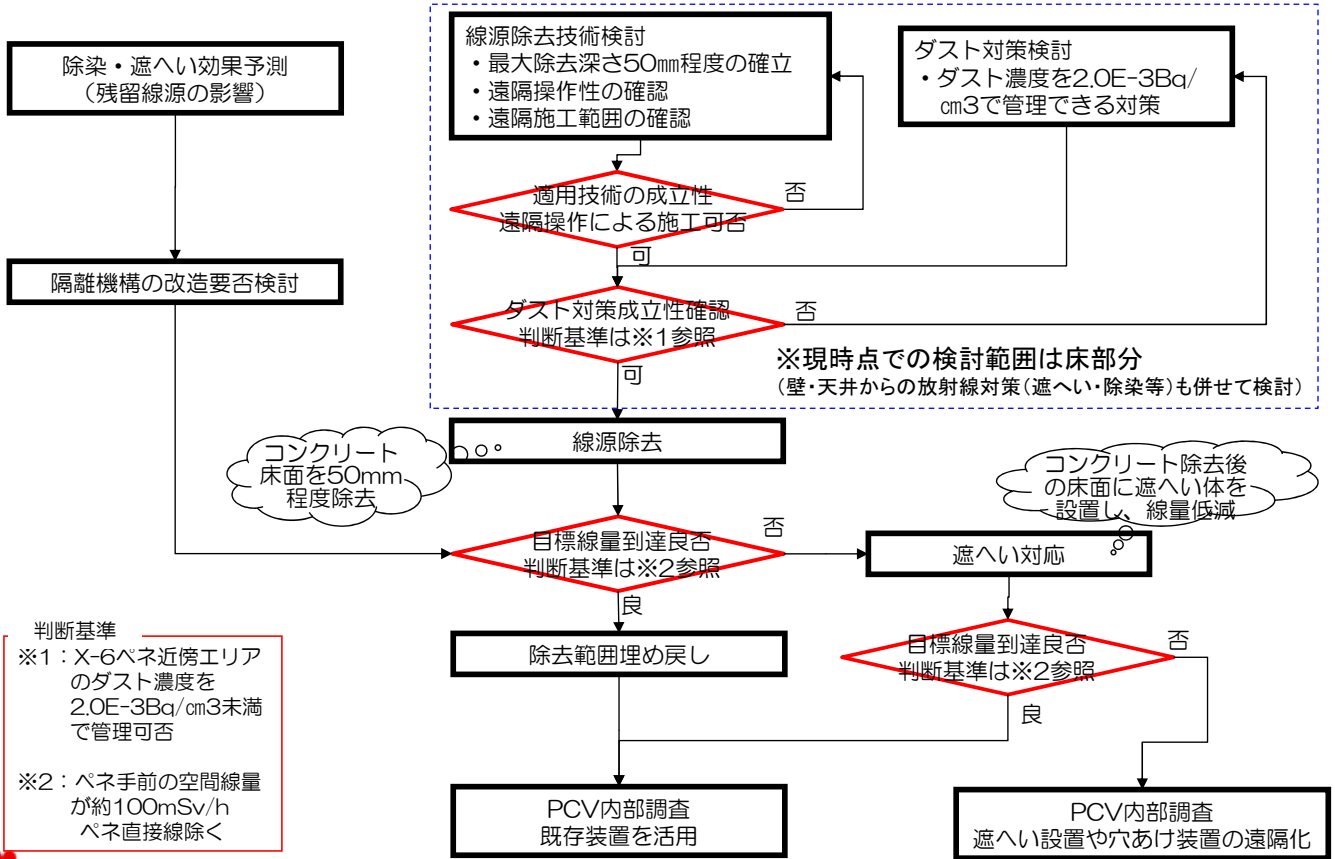 除染・遮へい効果予測
（残留線源の影響）
隔離機構の改造要否検討
線源除去技術検討
・最大除去深さ50㎜程度の確立
・遠隔操作性の確認
・遠隔施工範囲の確認
ダスト対策検討
・ダスト濃度を2.0E-3Bq/
㎝3で管理できる対策
適用技術の成立性
遠隔操作による施工可否
否
可
ダスト対策成立性確認
判断基準は※1参照
否
可
※現時点での検討範囲は床部分
（壁・天井からの放射線対策（遮へい・除染等）も併せて検討）
線源除去
コンクリート
床面を50mm
程度除去
コンクリート除去後
の床面に遮へい体を
設置し、線量低減
目標線量到達良否
判断基準は※2参照
否
良
遮へい対応
除去範囲埋め戻し
目標線量到達良否
判断基準は※2参照
否
良
判断基準
※1：X-6ペネ近傍エリア
のダスト濃度を
2.0E-3Bq/㎝3未満
で管理可否
※2：ペネ手前の空間線量
が約100mSv/h
ペネ直接線除く
PCV内部調査
既存装置を活用
PCV内部調査
遮へい設置や穴あけ装置の遠隔化